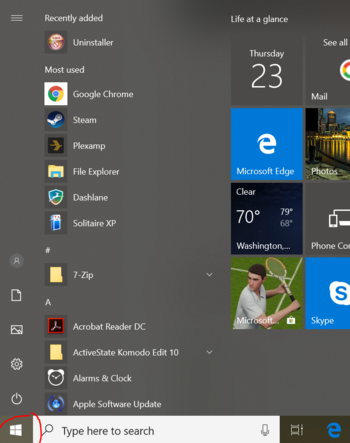 Recently added
Uninstaller
Most used
Google Chrome
Steam
Plexamp
File Explorer
Dashlane
Solitaire XP
#
7-Zip
A
Acrobat Reader DC
ActiveState Komodo Edit 10
Alarms & Clock
Apple Software Update
Type here to search
Life at a glance
Thursday
23
See all
Mail
Microsoft Edge
Photos
Clear
70° 79°
68°
Washington,...
Phone Con
Microsoft...
Skype